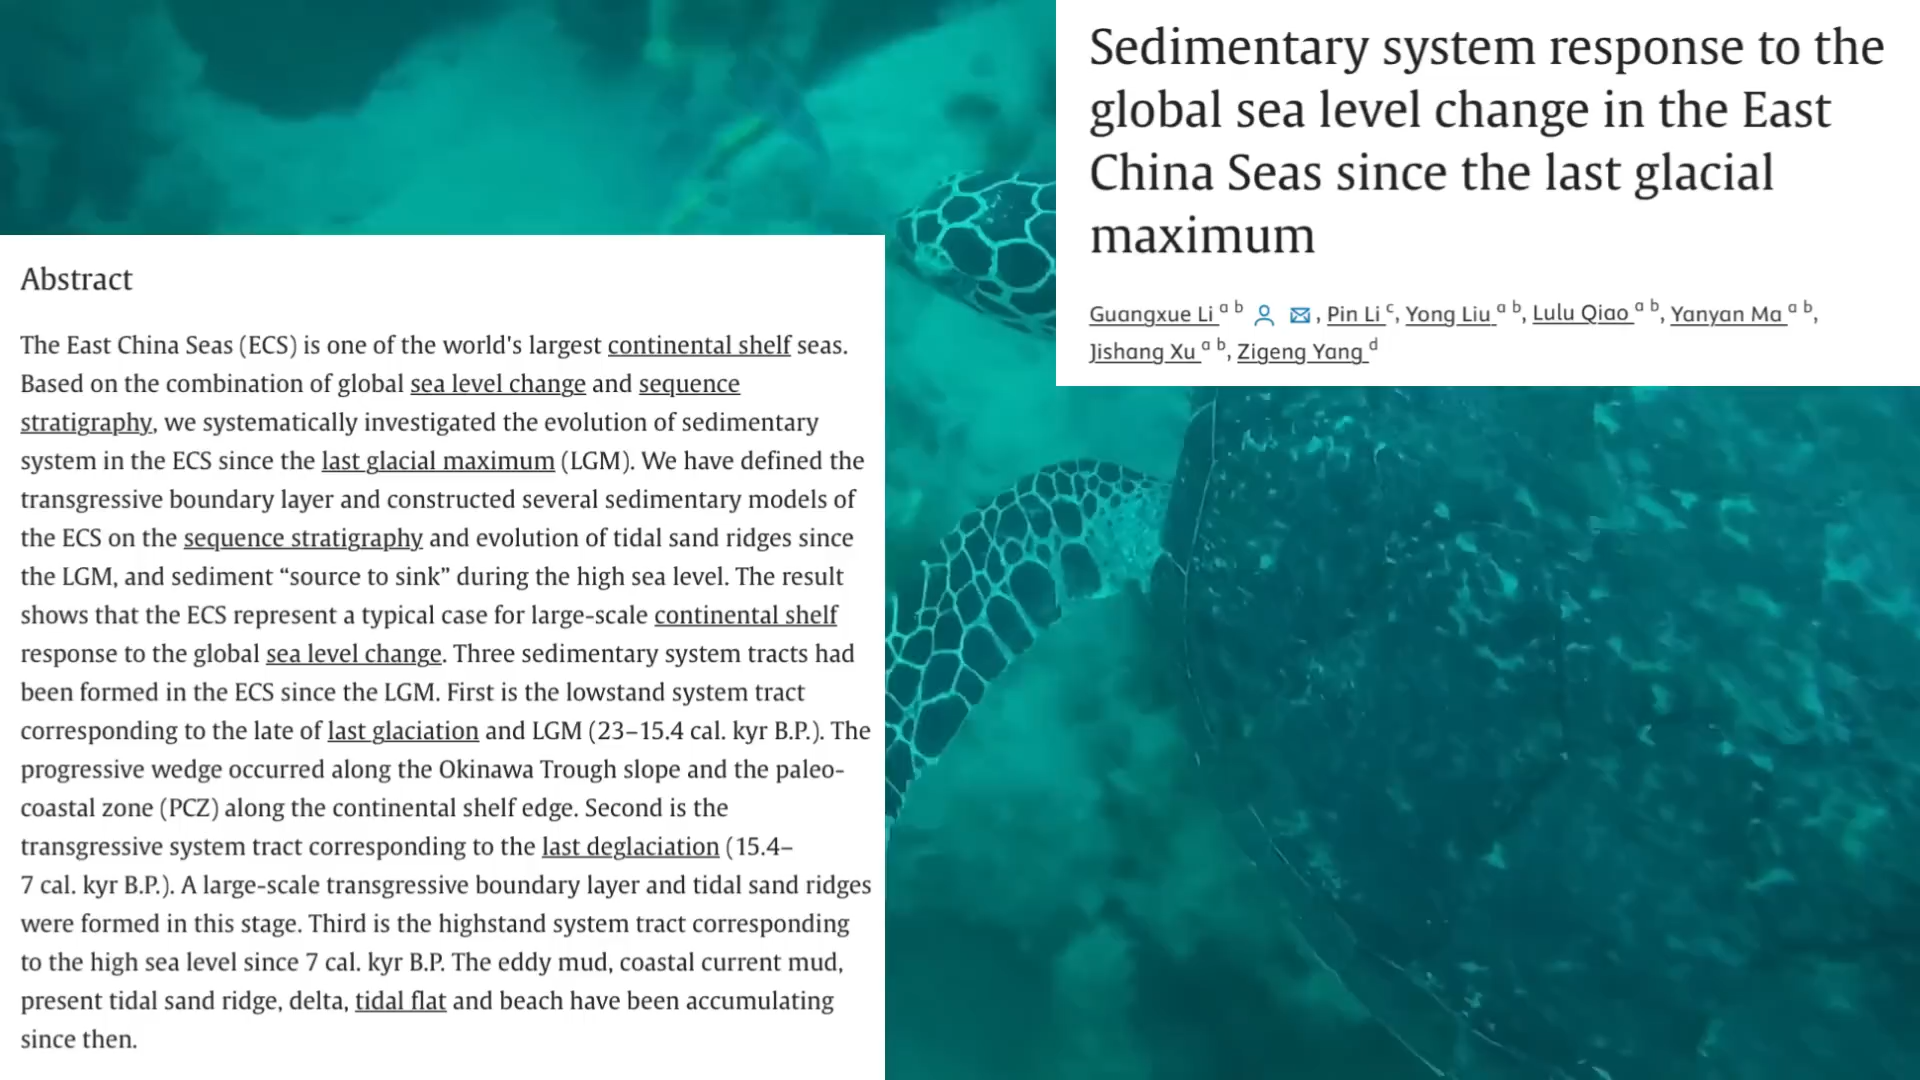 Sedimentary system response to the
global sea level change in the East
China Seas since the last glacial
maximum
Guangxue Li a b , Pin Li c, Yong Liu a b, Lulu Qiao a b, Yanyan Ma a b,
Jishang Xu a b, Zigeng Yang d
Abstract
The East China Seas (ECS) is one of the world's largest continental shelf seas.
Based on the combination of global sea level change and sequence
stratigraphy, we systematically investigated the evolution of sedimentary
system in the ECS since the last glacial maximum (LGM). We have defined the
transgressive boundary layer and constructed several sedimentary models of
the ECS on the sequence stratigraphy and evolution of tidal sand ridges since
the LGM, and sediment “source to sink” during the high sea level. The result
shows that the ECS represent a typical case for large-scale continental shelf
response to the global sea level change. Three sedimentary system tracts had
been formed in the ECS since the LGM. First is the lowstand system tract
corresponding to the late of last glaciation and LGM (23–15.4 cal. kyr B.P.). The
progressive wedge occurred along the Okinawa Trough slope and the paleo-
coastal zone (PCZ) along the continental shelf edge. Second is the
transgressive system tract corresponding to the last deglaciation (15.4–
7 cal. kyr B.P.). A large-scale transgressive boundary layer and tidal sand ridges
were formed in this stage. Third is the highstand system tract corresponding
to the high sea level since 7 cal. kyr B.P. The eddy mud, coastal current mud,
present tidal sand ridge, delta, tidal flat and beach have been accumulating
since then.